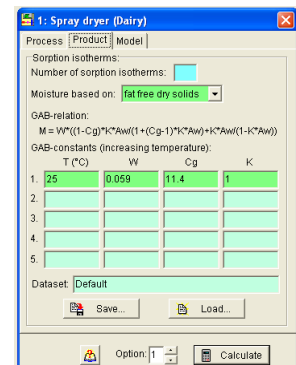 1: Spray dryer (Dairy)
Process Product Model
Sorption isotherms:
Number of sorption isotherms:
Moisture based on: fat free dry solids
GAB-relation:
M = W*((1-Cg)*K*Aw/(1+(Cg-1)*K*Aw)+K*Aw/(1-K*Aw))
GAB-constants (increasing temperature):
T (°C) W Cg K
1. 25 0.059 11.4 1
2.
3.
4.
5.
Dataset: Default
Save... Load...
Option: 1 Calculate